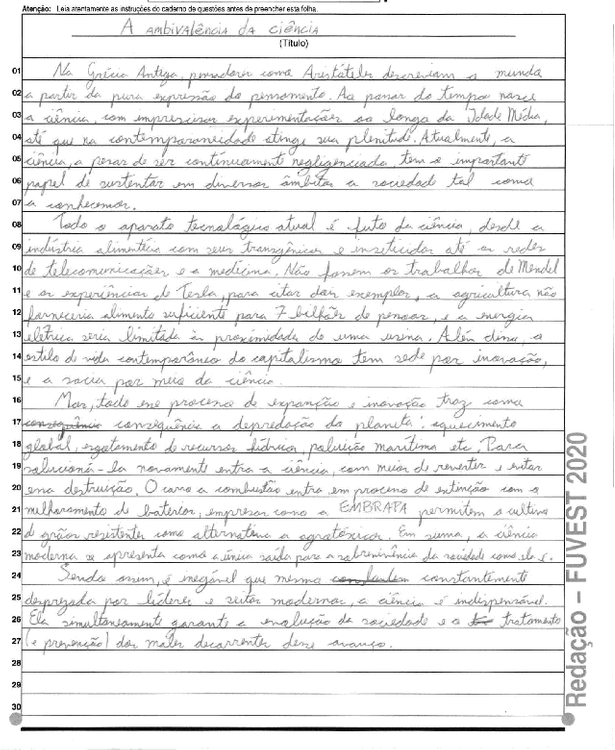 Atenção: Leia atentamente as instruções do caderno de questões antes de preencher esta folha.
A AMBIVALÊNCIA DA CIÊNCIA
(Título)
01 Na Grécia Antiga, pensadores como Aristóteles descreviam o mundo
02 a partir da pura expressão do pensamento. Ao passar do tempo nasce
03 a ciência, com imprecisas experimentações ao longo da Idade Média,
04 até que na contemporaneidade atinge sua plenitude. Atualmente, a
05 ciência, a pesar de ser continuamente negligenciada tem o importante
06 papel de sustentar em diversos âmbitos a sociedade tal como
07 a conhecemos.
08 Todo o aparato tecnológico atual é futo da ciência, desde a
09 indústria alimentícia com seus transgênicos e inseticidas até as redes
10 de telecomunicações e a medicina. Não fossem os trabalhos de Mendel
11 e as experiências de Tesla, para citar dois exemplos, a agricultura não
12 forneceria alimento suficiente para 7 bilhões de pessoas, e a energia
13 elétrica seria limitada às proximidades de uma usina. Além disso, o
14 estilo de vida contemporâneo do capitalismo tem sede por inovação,
15 e a sacia por meio da ciência.
16 Mas, todo esse processo de expansão e inovação traz como
17 consequência consequência a depredação do planeta: aquecimento
18 global, esgotamento de recursos hídricos, poluição marítima etc. Para
19 solucioná-la novamente entra a ciência, com meios de reverter e evitar
20 essa destruição. O carro a combustão entra em processo de extinção com o
21 melhoramento de baterias, empresas como a EMBRAPA permitem o cultivo
22 de grãos resistentes como alternativa a agrotóxicos. Em suma, a ciência
23 moderna se apresenta como a única saída para a sobrevivência da sociedade como ela é.
24 Sendo assim, é inegável que mesmo constantemente
25 desprezada por líderes e seitas modernas, a ciência é indispensável.
26 Ela simultaneamente garante a evolução da sociedade e o tratamento
27 (e prevenção) dos males decorrentes desse avanço.
28
29
30
Redação – FUVEST 2020